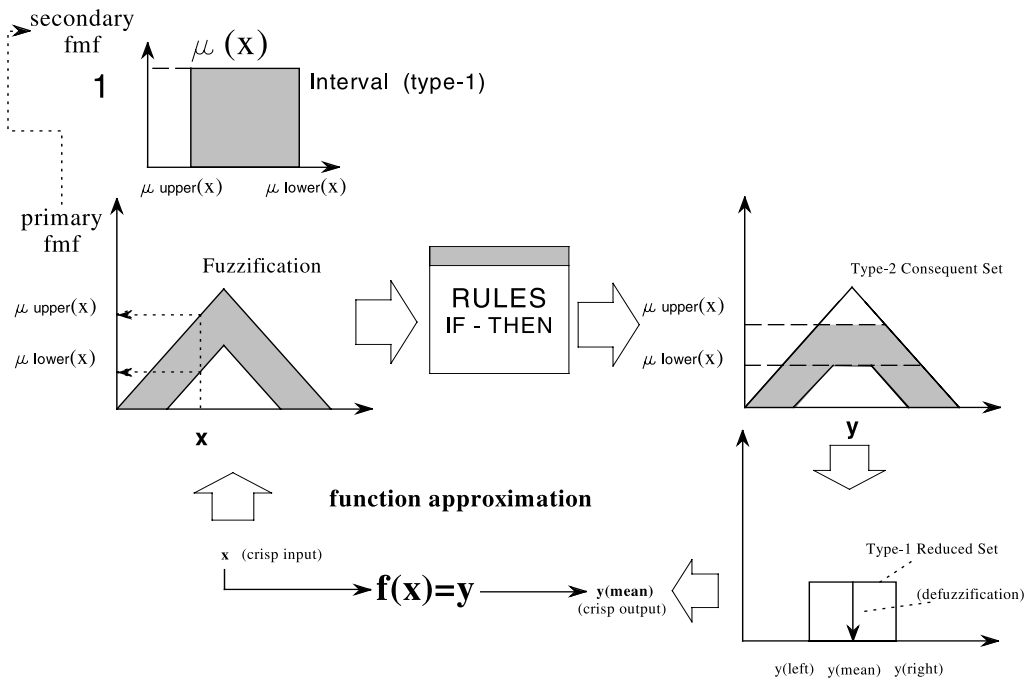 secondary
fmf
μ (x)
1
Interval (type-1)
μ upper(x) μ lower(x)
primary
fmf
Fuzzification
μ upper(x)
μ lower(x)
x
RULES
IF - THEN
Type-2 Consequent Set
μ upper(x)
μ lower(x)
y
function approximation
x (crisp input)
f(x)=y
y(mean)
(crisp output)
Type-1 Reduced Set
(defuzzification)
y(left) y(mean) y(right)